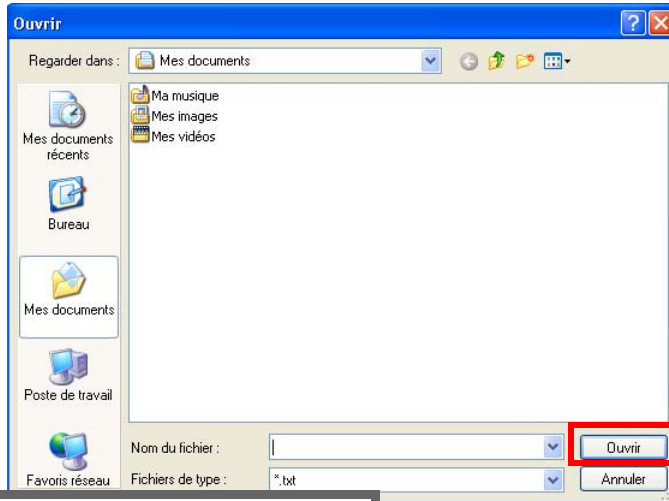 Ouvrir
Regarder dans :
Mes documents
Ma musique
Mes images
Mes vidéos
Mes documents
récents
Bureau
Mes documents
Poste de travail
Favoris réseau
Nom du fichier :
Ouvrir
Fichiers de type :
*.txt
Annuler